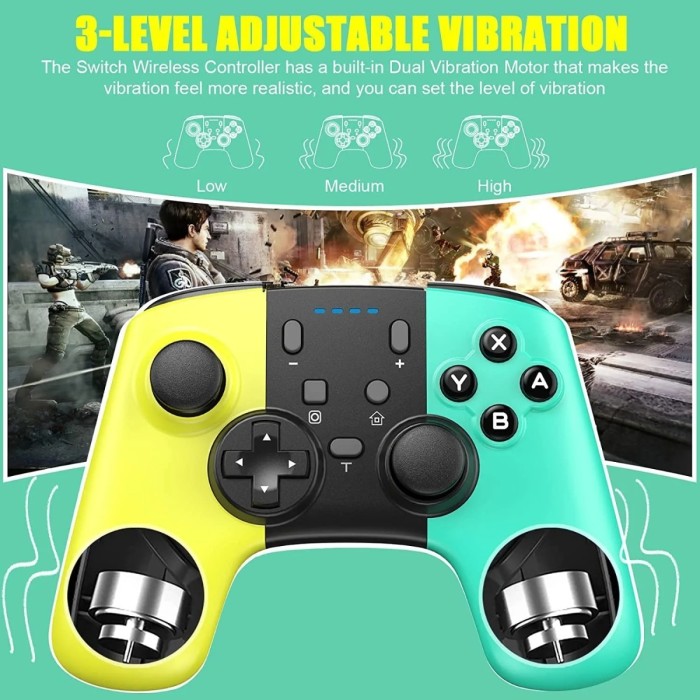 3-LEVEL ADJUSTABLE VIBRATION
The Switch Wireless Controller has a built-in Dual Vibration Motor that makes the
vibration feel more realistic, and you can set the level of vibration
Low Medium High
− +
X
Y A
B
T